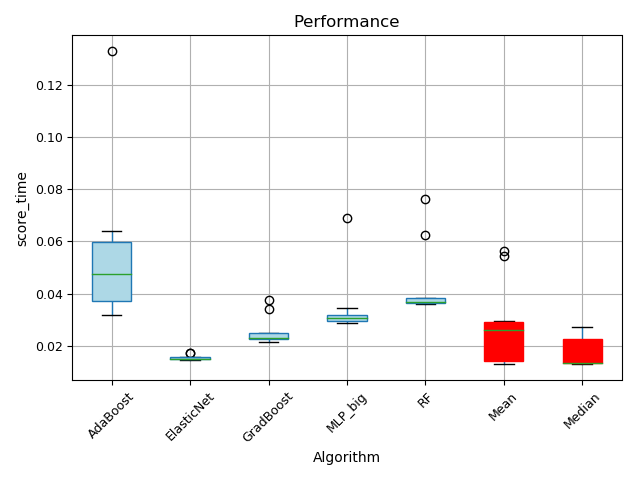 Performance
score_time
0.12
0.10
0.08
0.06
0.04
0.02
AdaBoost
ElasticNet
GradBoost
MLP_big
RF
Mean
Median
Algorithm